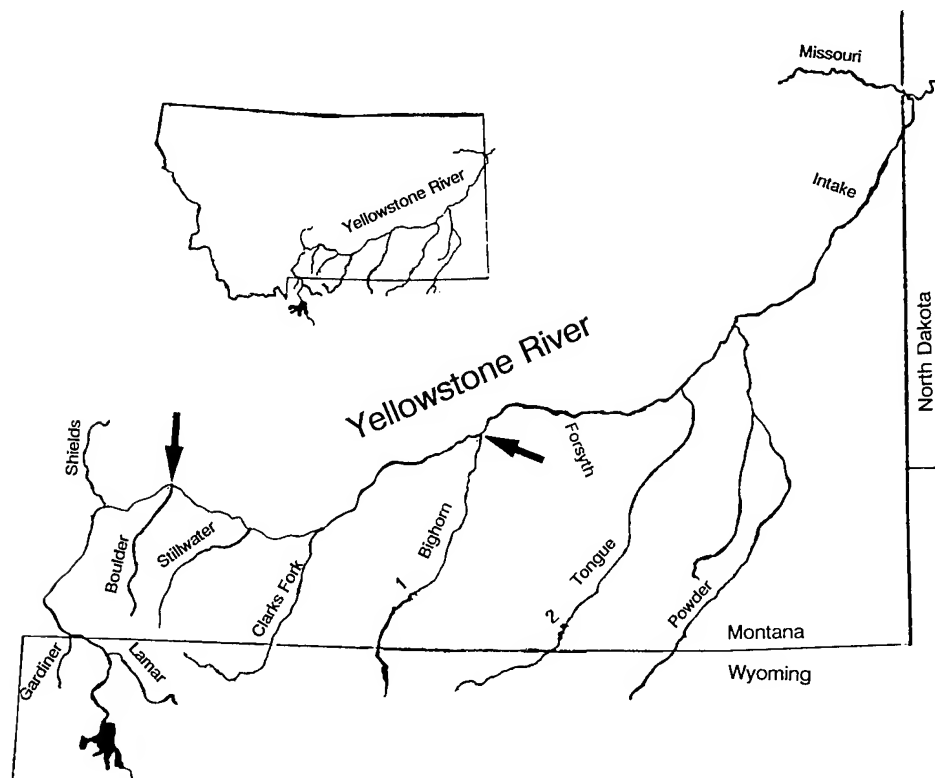 Missouri
Intake
Yellowstone River
North Dakota
Yellowstone River
Shields
Forsyth
Boulder
Stillwater
Bighorn
Clarks Fork
1
Tongue
2
Powder
Montana
Wyoming
Gardiner
Lamar